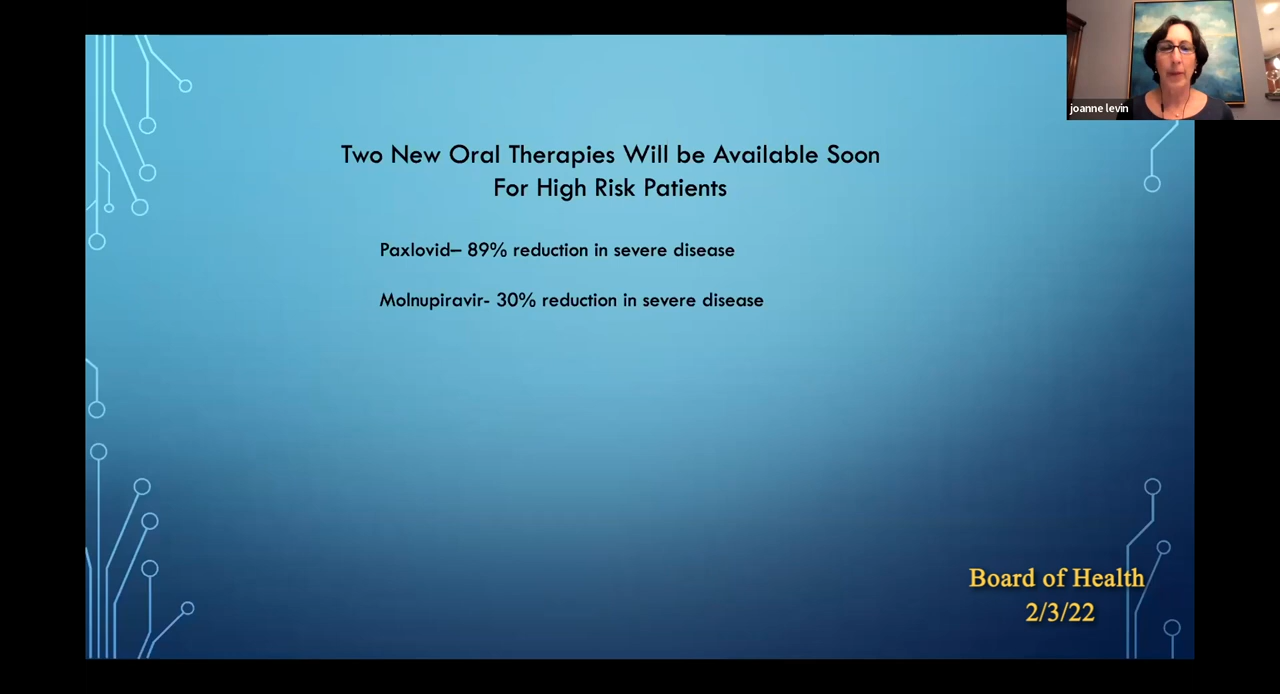 joanne levin
Two New Oral Therapies Will be Available Soon
For High Risk Patients
Paxlovid– 89% reduction in severe disease
Molnupiravir- 30% reduction in severe disease
Board of Health
2/3/22